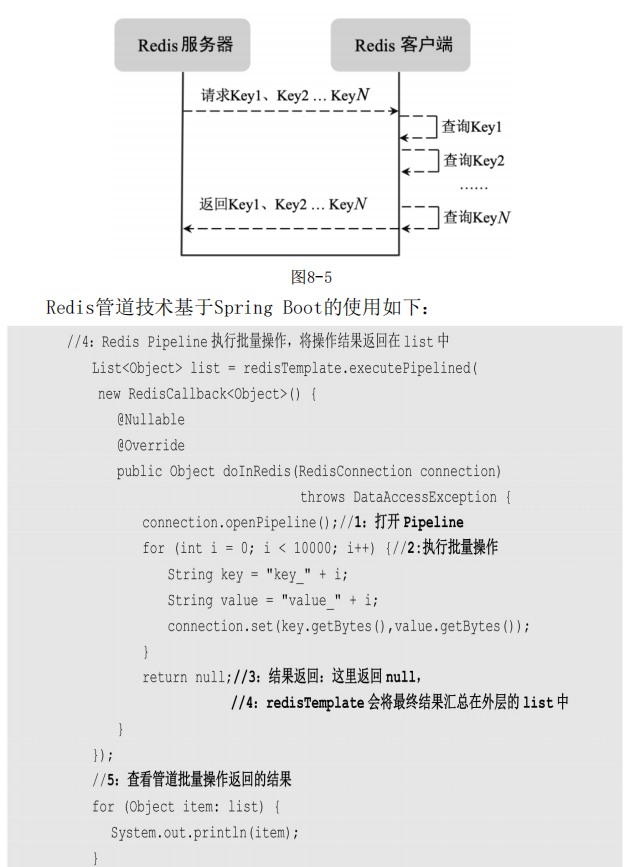 Redis 服务器
Redis 客户端
请求Key1、Key2 … KeyN
查询Key1
查询Key2
……
返回Key1、Key2 … KeyN
查询KeyN
图8-5
Redis管道技术基于Spring Boot的使用如下：
//4：Redis Pipeline 执行批量操作，将操作结果返回在 list 中
List<Object> list = redisTemplate.executePipelined(
new RedisCallback<Object>() {
@Nullable
@Override
public Object doInRedis(RedisConnection connection)
throws DataAccessException {
connection.openPipeline();//1：打开 Pipeline
for (int i = 0; i < 10000; i++) {//2:执行批量操作
String key = "key_" + i;
String value = "value_" + i;
connection.set(key.getBytes(),value.getBytes());
}
return null;//3：结果返回：这里返回 null，
//4：redisTemplate 会将最终结果汇总在外层的 list 中
}
});
//5：查看管道批量操作返回的结果
for (Object item: list) {
System.out.println(item);
}